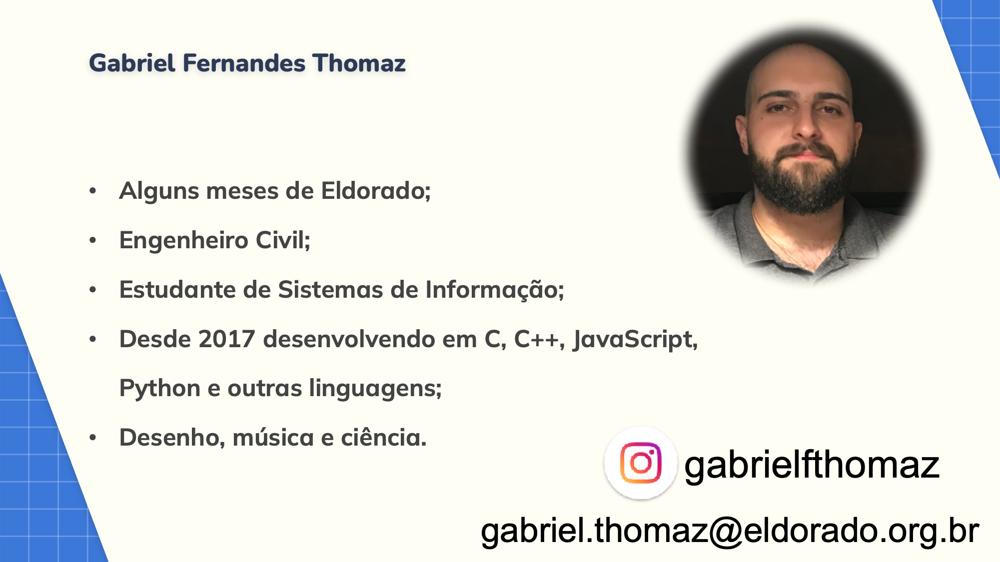 Gabriel Fernandes Thomaz
• Alguns meses de Eldorado;
• Engenheiro Civil;
• Estudante de Sistemas de Informação;
• Desde 2017 desenvolvendo em C, C++, JavaScript,
Python e outras linguagens;
• Desenho, música e ciência.
gabrielfthomaz
gabriel.thomaz@eldorado.org.br